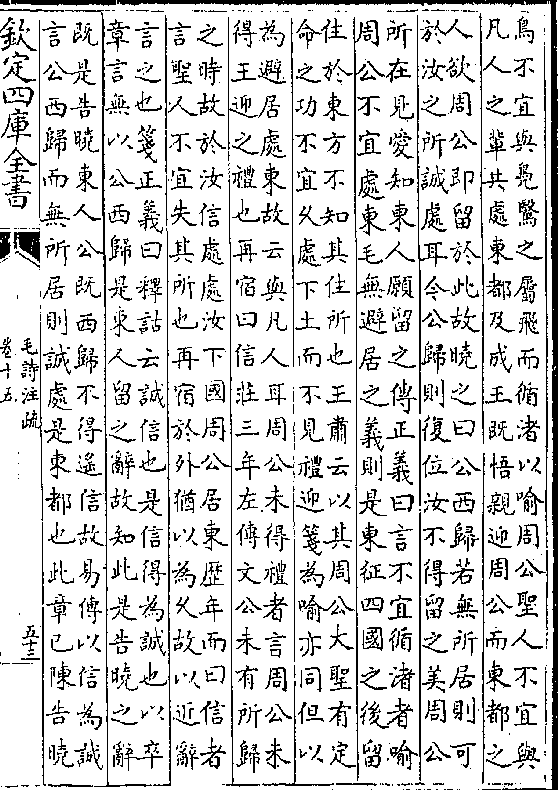 鳥不宜與鳧鷖之屬飛而循渚以喻周公聖人不宜與
凡人之輩共處東都及成王既悟親迎周公而東都之
人欲周公即留於此故曉之曰公西歸若無所居則可
於汝之所誠處耳令公歸則復位汝不得留之美周公
所在見愛知東人願留之傳正義曰言不宜循渚者喻
周公不宜處東毛無避居之義則是東征四國之後留
住於東方不知其住所也王肅云以其周公大聖有定
命之功不宜乆處下土而不見禮迎箋為喻亦同但以
為避居處東故云與凡人耳周公未得禮者言周公未
得王迎之禮也再宿曰信莊三年左傳文公未有所歸
之時故於汝信處處汝下國周公居東歴年而曰信者
言聖人不宜失其所也再宿於外猶以為乆故以近辭
言之也箋正義曰釋詁云誠信也是信得為誠也以卒
章言無以公西歸是東人留之辭故知此是告曉之辭
既是告曉東人公既西歸不得遙信故易傳以信為誠
言公西歸而無所居則誠處是東都也此章已陳告曉
欽定四庫全書
毛詩注疏
卷十五
五十三